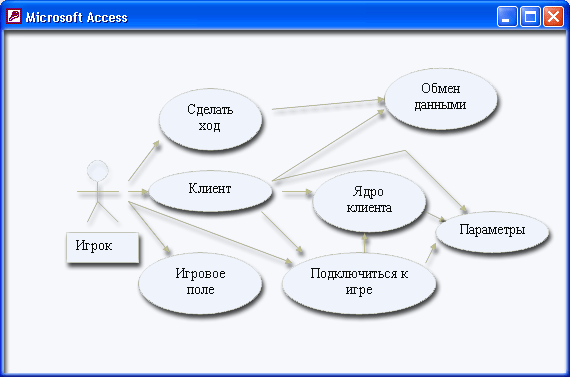 Microsoft Access
Обмен
данными
Сделать
ход
Клиент
Ядро
клиента
Параметры
Игрок
Игровое
поле
Подключиться к
игре